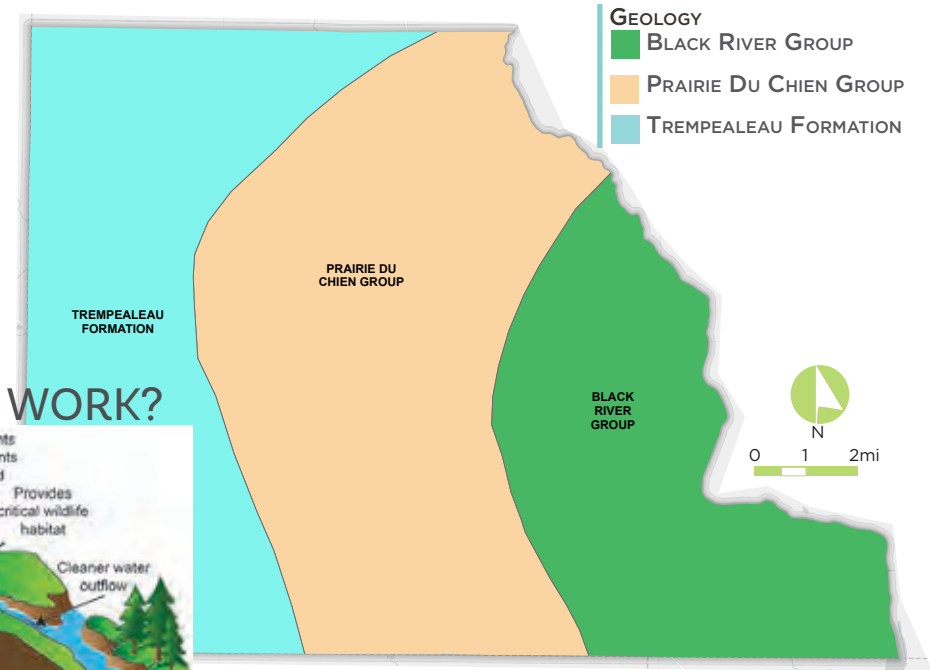 GEOLOGY
BLACK RIVER GROUP
PRAIRIE DU CHIEN GROUP
TREMPEALEAU FORMATION
PRAIRIE DU
CHIEN GROUP
TREMPEALEAU
FORMATION
BLACK
RIVER
GROUP
N
0 1 2mi
WORK?
Provides
critical wildlife
habitat
Cleaner water
outflow